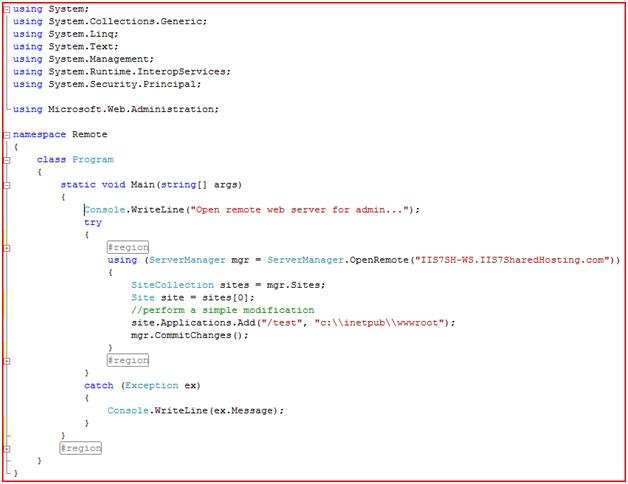 using System;
using System.Collections.Generic;
using System.Linq;
using System.Text;
using System.Management;
using System.Runtime.InteropServices;
using System.Security.Principal;

using Microsoft.Web.Administration;

namespace Remote
{
    class Program
    {
        static void Main(string[] args)
        {
            Console.WriteLine("Open remote web server for admin...");
            try
            {
                #region
                using (ServerManager mgr = ServerManager.OpenRemote("IIS7SH-WS.IIS7SharedHosting.com"))
                {
                    SiteCollection sites = mgr.Sites;
                    Site site = sites[0];
                    //perform a simple modification
                    site.Applications.Add("/test", "c:\\inetpub\\wwwroot");
                    mgr.CommitChanges();
                }
                #region
            }
            catch (Exception ex)
            {
                Console.WriteLine(ex.Message);
            }
        }
        #region
    }
}